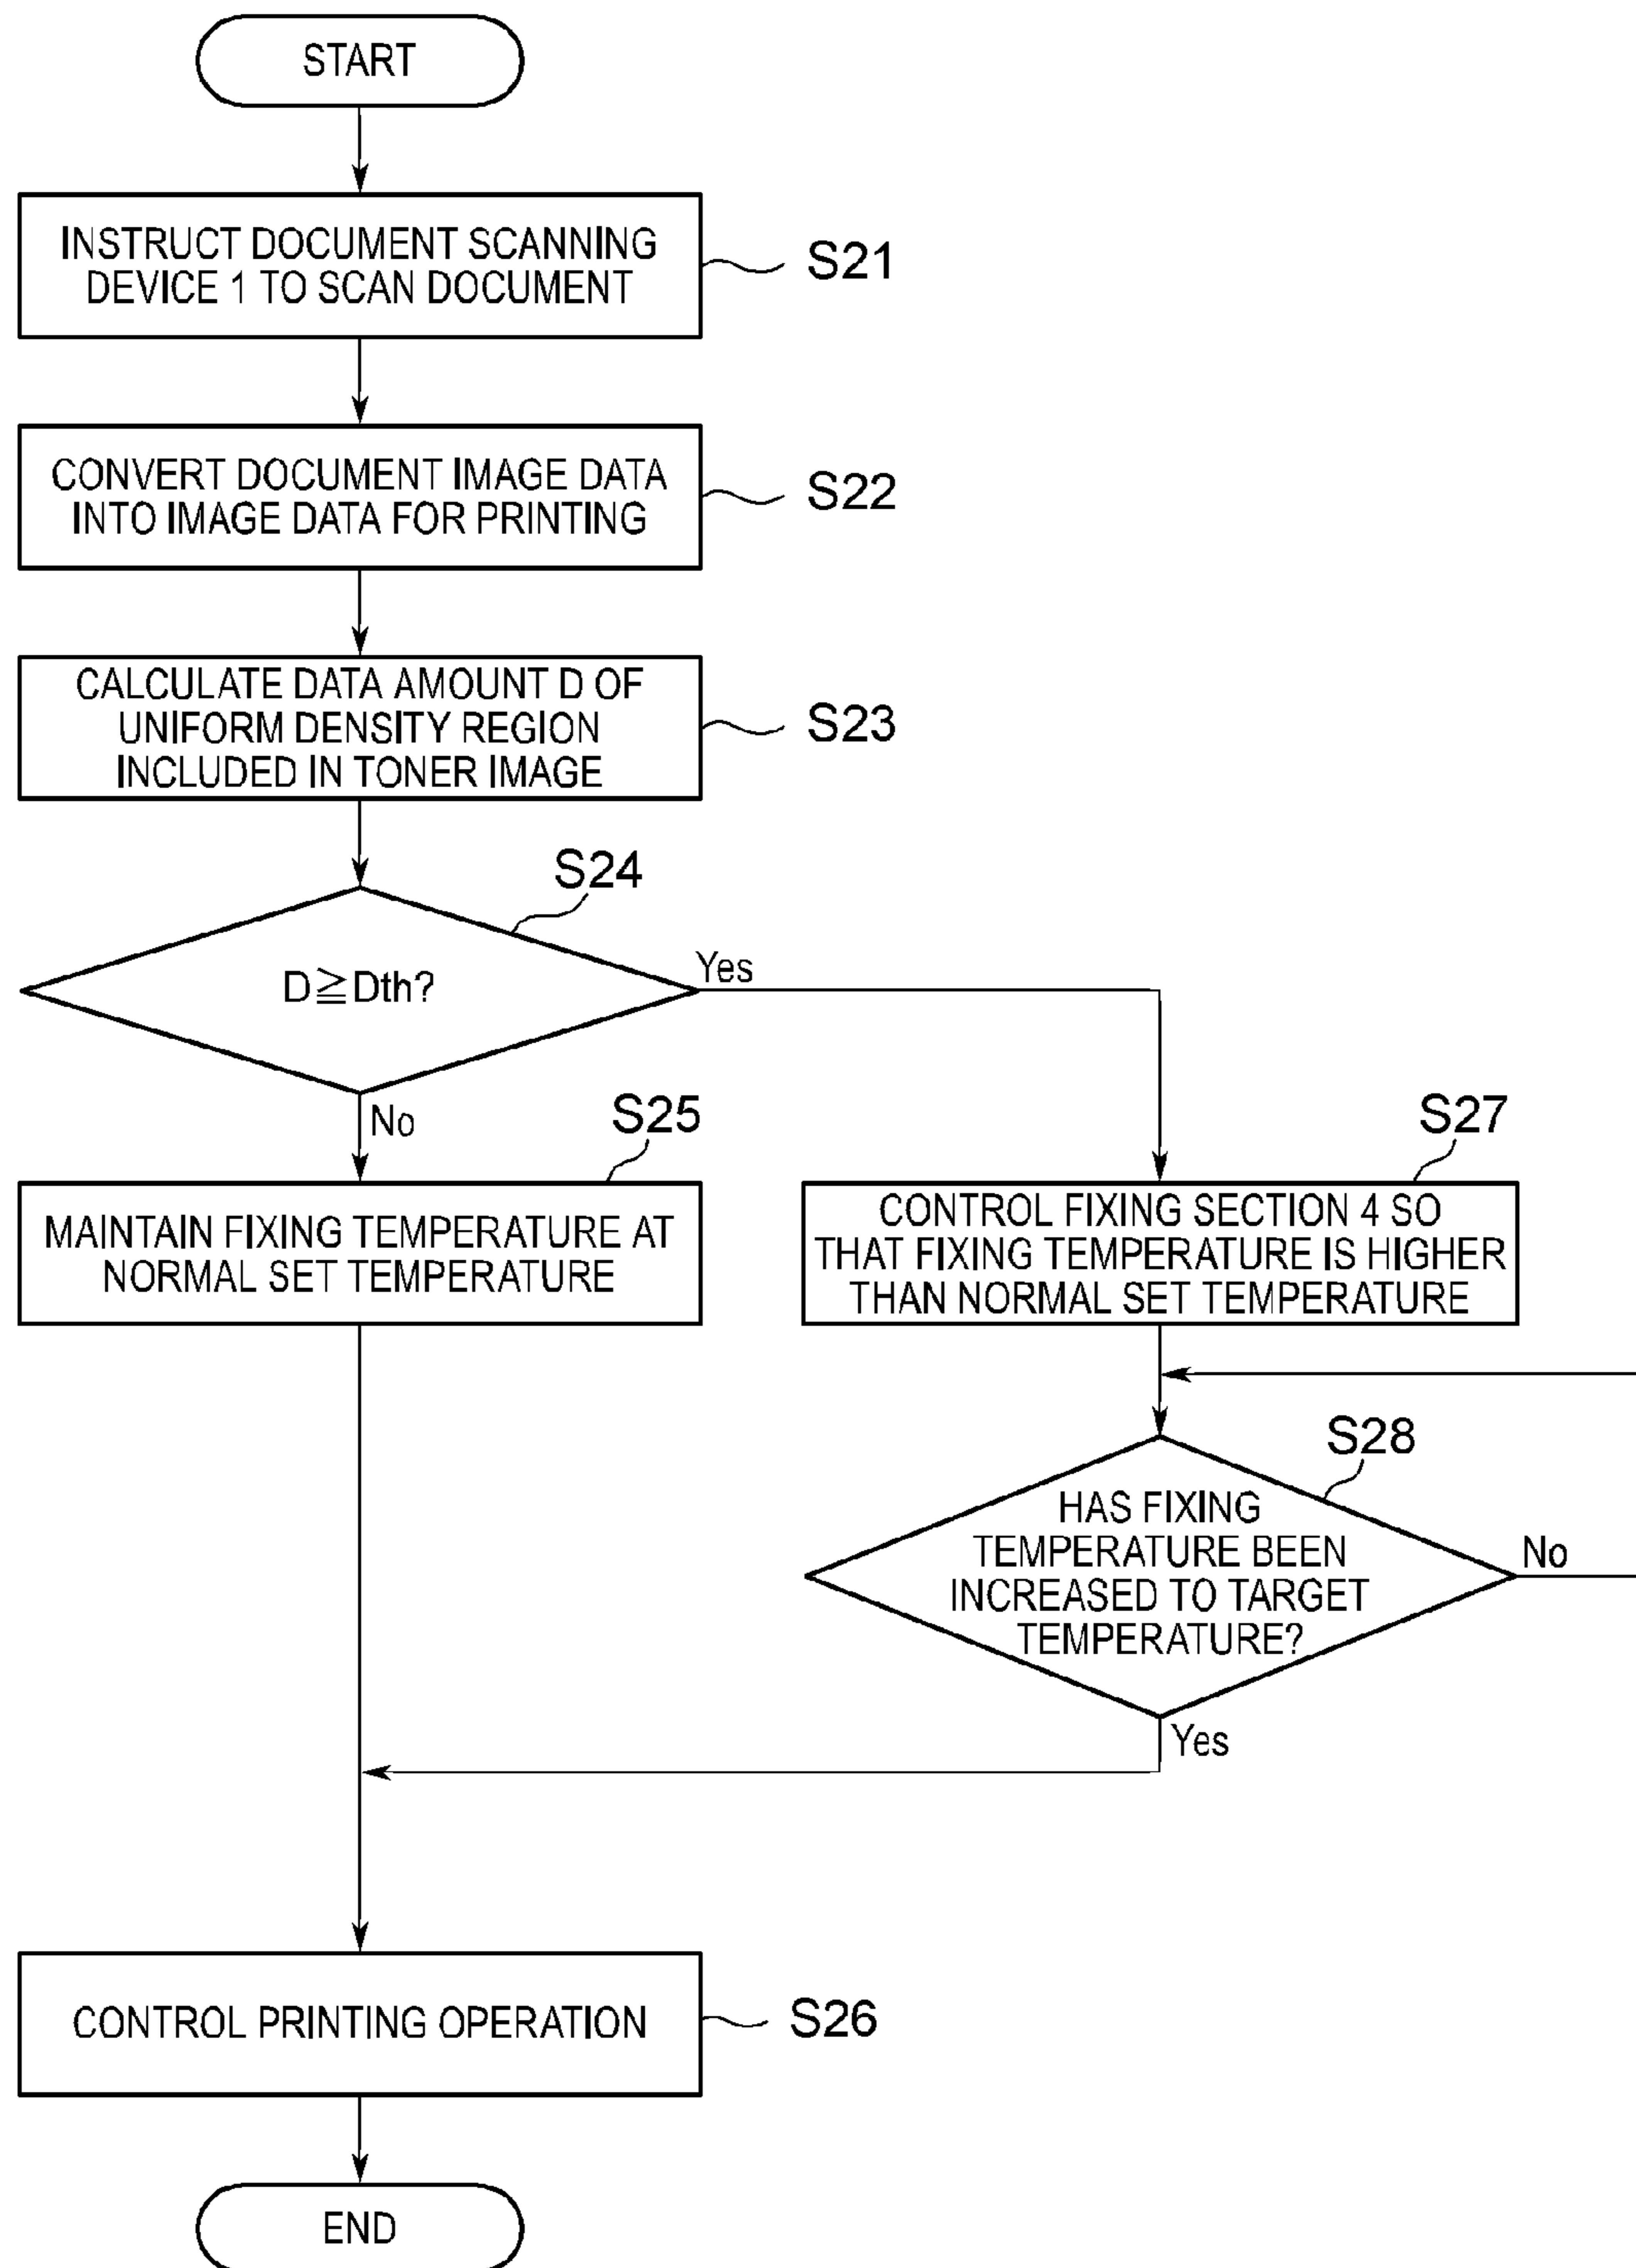 START
INSTRUCT DOCUMENT SCANNING
DEVICE 1 TO SCAN DOCUMENT
S21
CONVERT DOCUMENT IMAGE DATA
INTO IMAGE DATA FOR PRINTING
S22
CALCULATE DATA AMOUNT D OF
UNIFORM DENSITY REGION
INCLUDED IN TONER IMAGE
S23
S24
D≧Dth?
Yes
No
S25
MAINTAIN FIXING TEMPERATURE AT
NORMAL SET TEMPERATURE
S27
CONTROL FIXING SECTION 4 SO
THAT FIXING TEMPERATURE IS HIGHER
THAN NORMAL SET TEMPERATURE
S28
HAS FIXING
TEMPERATURE BEEN
INCREASED TO TARGET
TEMPERATURE?
No
Yes
CONTROL PRINTING OPERATION
S26
END